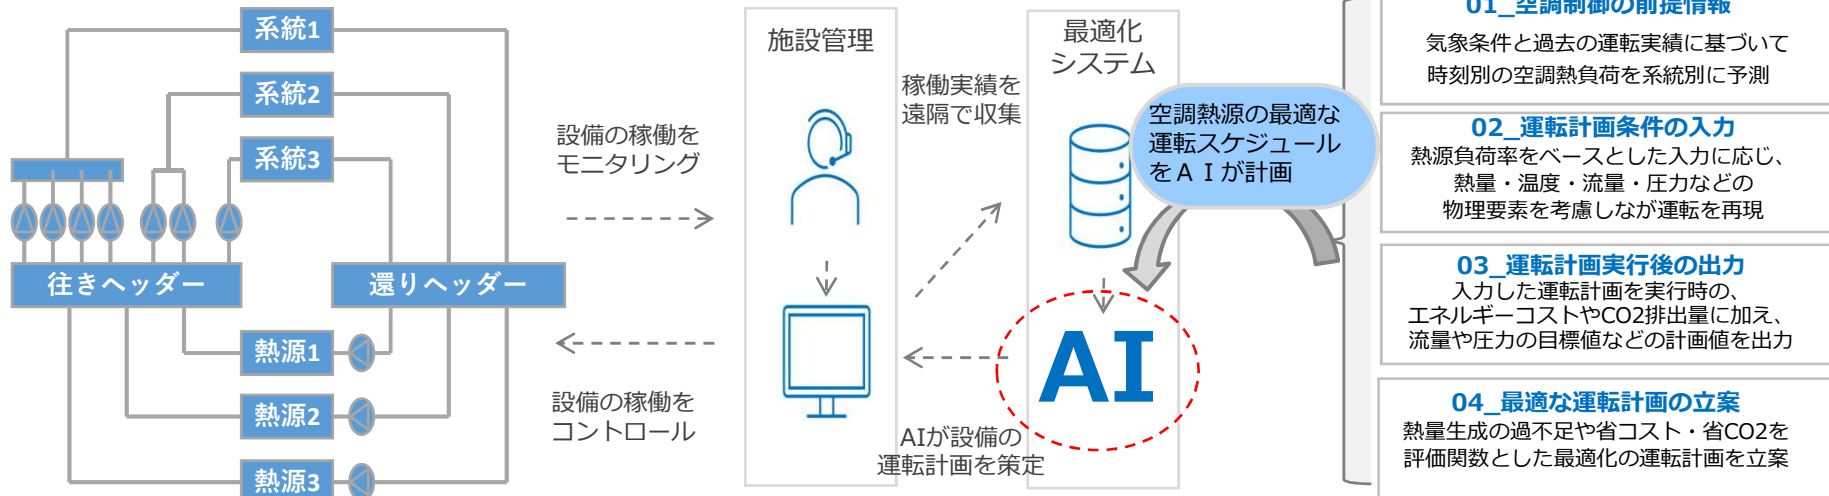 系統1
系統2
系統3
往きヘッダー
還りヘッダー
熱源1
熱源2
熱源3
設備の稼働を
モニタリング
設備の稼働を
コントロール
施設管理
稼働実績を
遠隔で収集
AIが設備の
運転計画を策定
最適化
システム
空調熱源の最適な
運転スケジュール
をAIが計画
AI
01_空調制御の前提情報
気象条件と過去の運転実績に基づいて
時刻別の空調熱負荷を系統別に予測
02_運転計画条件の入力
熱源負荷率をベースとした入力に応じ、
熱量・温度・流量・圧力などの
物理要素を考慮しなが運転を再現
03_運転計画実行後の出力
入力した運転計画を実行時の、
エネルギーコストやCO2排出量に加え、
流量や圧力の目標値などの計画値を出力
04_最適な運転計画の立案
熱量生成の過不足や省コスト・省CO2を
評価関数とした最適化の運転計画を立案